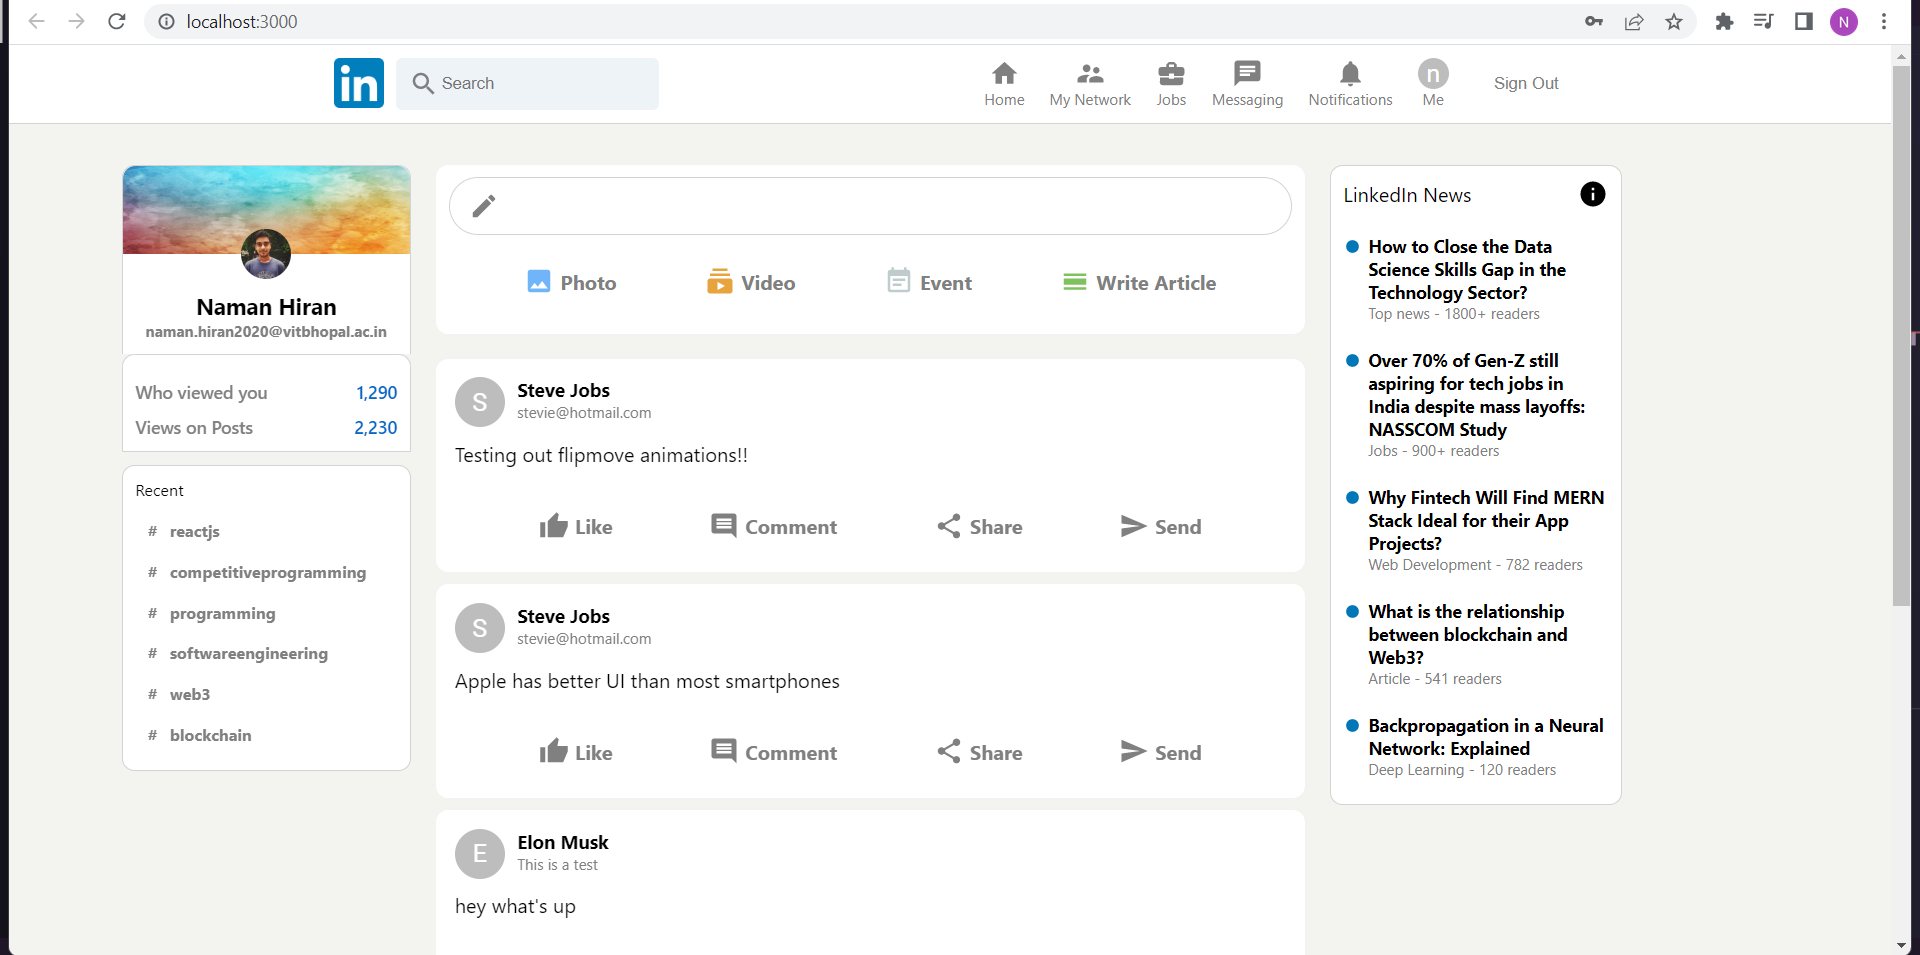 localhost:3000
N
in
Search
Home
My Network
Jobs
Messaging
Notifications
n
Me
Sign Out
Naman Hiran
naman.hiran2020@vitbhopal.ac.in
Who viewed you 1,290
Views on Posts 2,230
Recent
# reactjs
# competitiveprogramming
# programming
# softwareengineering
# web3
# blockchain
Photo
Video
Event
Write Article
S
Steve Jobs
stevie@hotmail.com
Testing out flipmove animations!!
Like
Comment
Share
Send
S
Steve Jobs
stevie@hotmail.com
Apple has better UI than most smartphones
Like
Comment
Share
Send
E
Elon Musk
This is a test
hey what's up
LinkedIn News
How to Close the Data
Science Skills Gap in the
Technology Sector?
Top news - 1800+ readers
Over 70% of Gen-Z still
aspiring for tech jobs in
India despite mass layoffs:
NASSCOM Study
Jobs - 900+ readers
Why Fintech Will Find MERN
Stack Ideal for their App
Projects?
Web Development - 782 readers
What is the relationship
between blockchain and
Web3?
Article - 541 readers
Backpropagation in a Neural
Network: Explained
Deep Learning - 120 readers